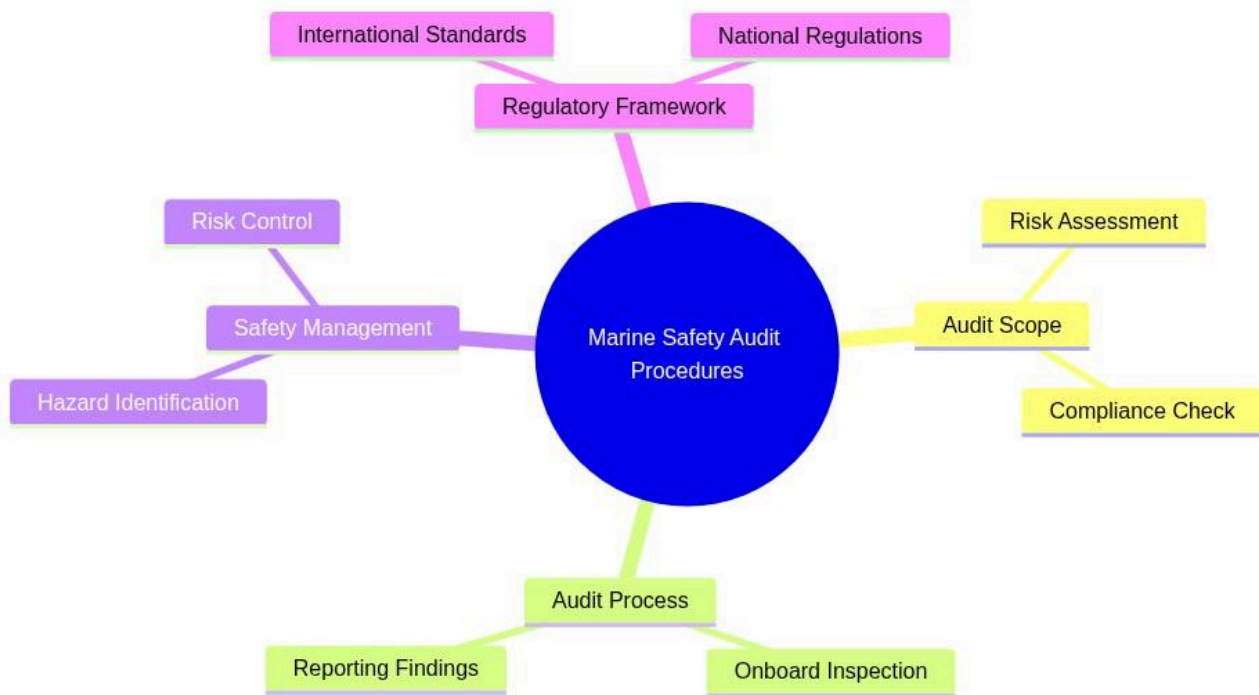 International Standards
National Regulations
Regulatory Framework
Risk Control
Risk Assessment
Safety Management
Audit Scope
Marine Safety Audit
Procedures
Hazard Identification
Compliance Check
Audit Process
Reporting Findings
Onboard Inspection